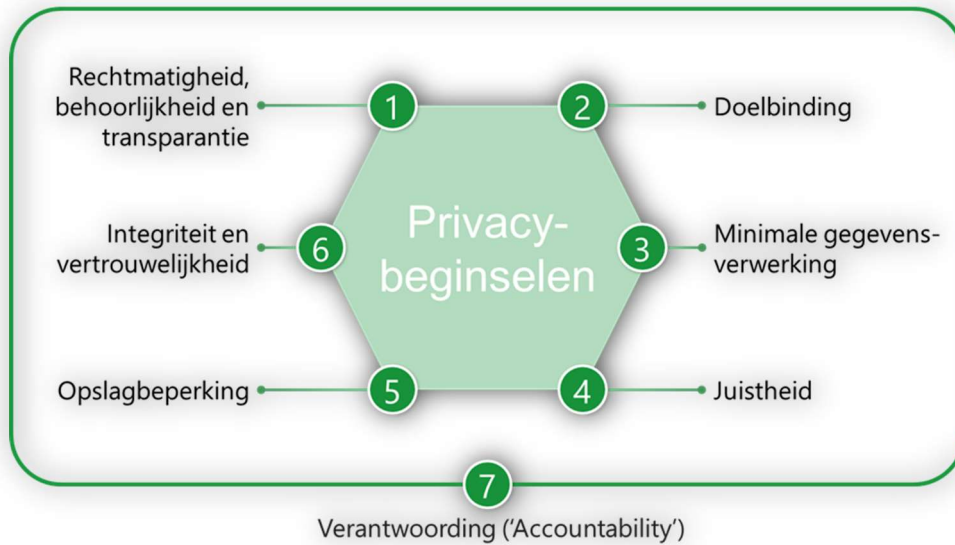 1
Rechtmatigheid,
behoorlijkheid en
transparantie
2
Doelbinding
3
Minimale gegevens-
verwerking
4
Juistheid
5
Opslagbeperking
6
Integriteit en
vertrouwelijkheid
Privacy-
beginselen
7
Verantwoording (‘Accountability’)